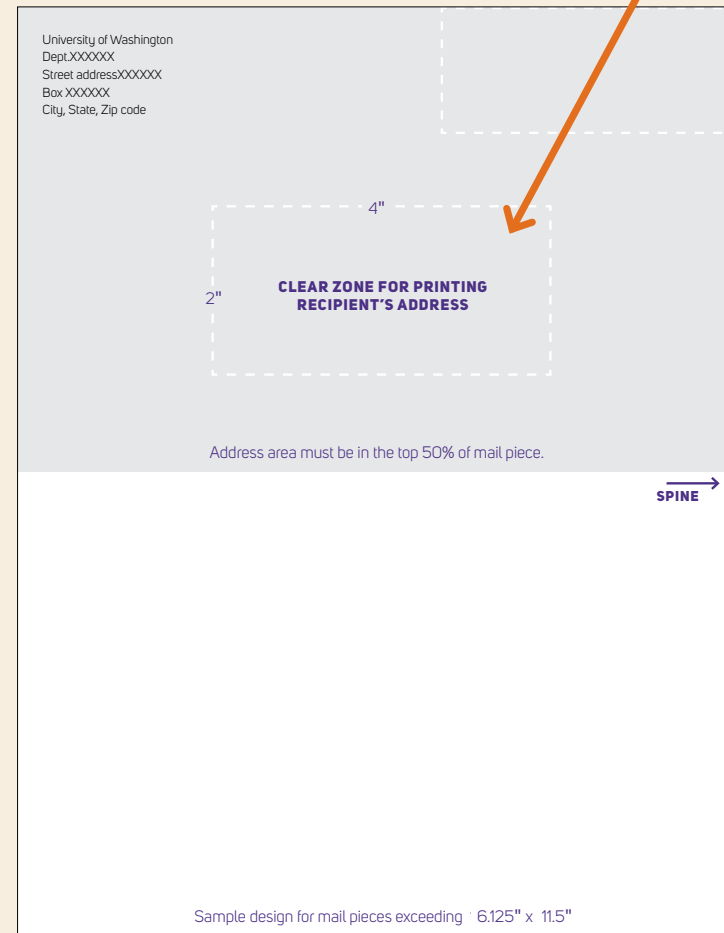 University of Washington
Dept.XXXXXX
Street addressXXXXXX
Box XXXXXX
City, State, Zip code
4"
2"
CLEAR ZONE FOR PRINTING
RECIPIENT'S ADDRESS
Address area must be in the top 50% of mail piece.
SPINE
Sample design for mail pieces exceeding 6.125" x 11.5"